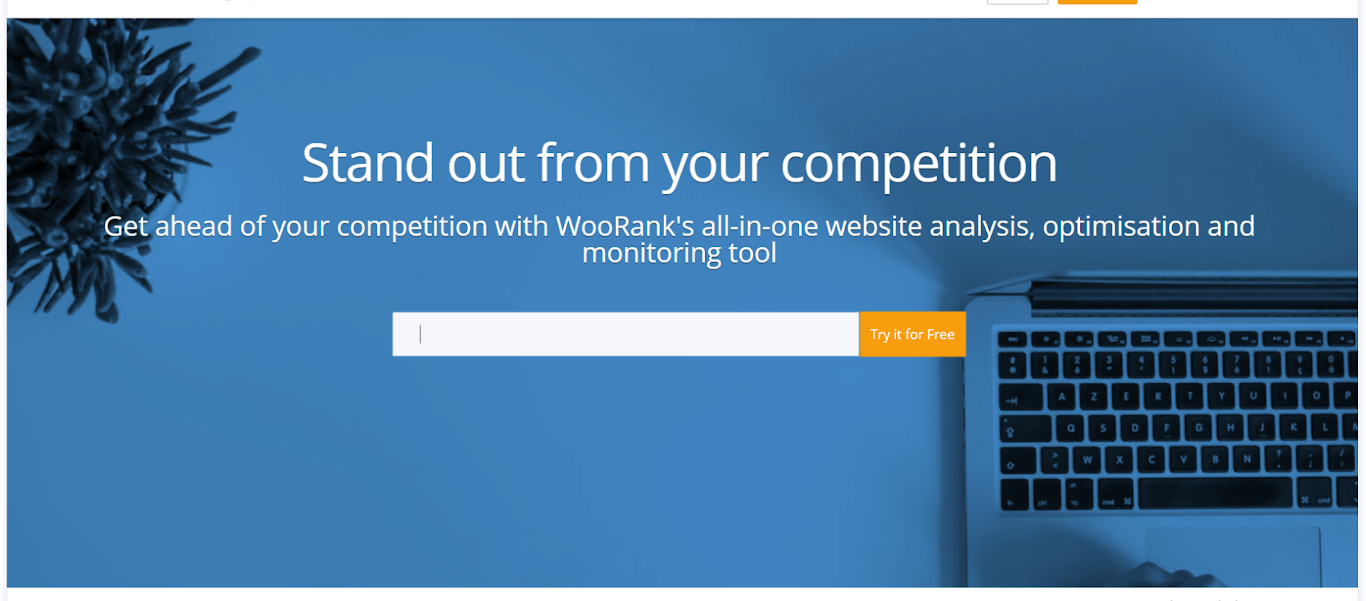 Stand out from your competition
Get ahead of your competition with WooRank's all-in-one website analysis, optimisation and
monitoring tool
Try it for Free
A Z E R T Y U I O P
Q S D F G H J K L
W X C V B N